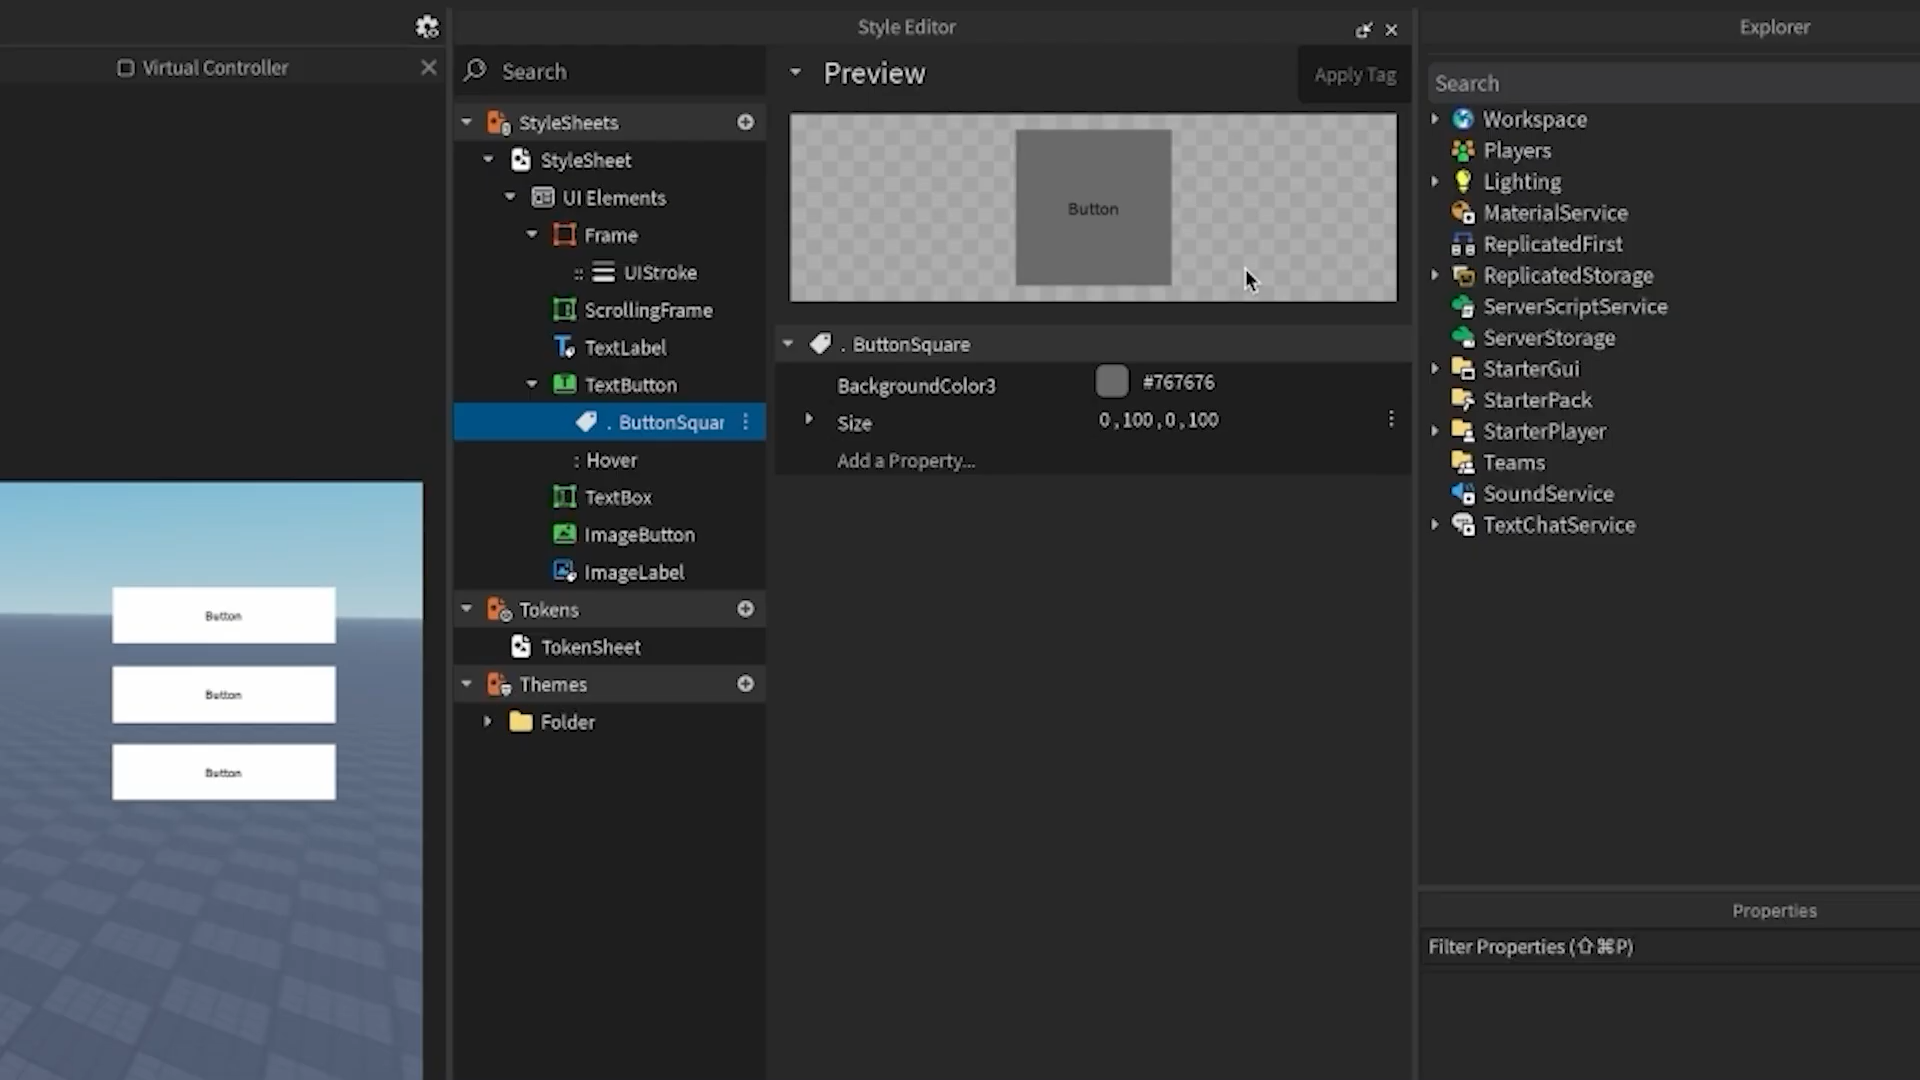 Virtual Controller
Button
Button
Button
Style Editor
Search
StyleSheets
StyleSheet
UI Elements
Frame
:: UIStroke
ScrollingFrame
TextLabel
TextButton
. ButtonSquar
: Hover
TextBox
ImageButton
ImageLabel
Tokens
TokenSheet
Themes
Folder
Preview
Apply Tag
Button
. ButtonSquare
BackgroundColor3 #767676
Size 0,100,0,100
Add a Property...
Explorer
Search
Workspace
Players
Lighting
MaterialService
ReplicatedFirst
ReplicatedStorage
ServerScriptService
ServerStorage
StarterGui
StarterPack
StarterPlayer
Teams
SoundService
TextChatService
Properties
Filter Properties (⇧⌘P)